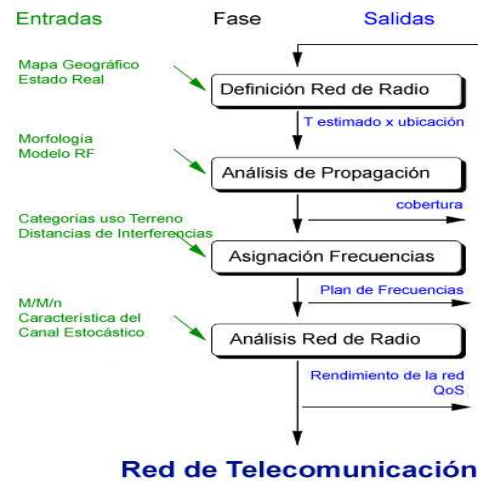 Entradas
Fase
Salidas
Mapa Geográfico
Estado Real
Definición Red de Radio
T estimado x ubicación
Morfología
Modelo RF
Análisis de Propagación
cobertura
Categorias uso Terreno
Distancias de Interferencias
Asignación Frecuencias
Plan de Frecuencias
M/M/n
Característica del
Canal Estocástico
Análisis Red de Radio
Rendimiento de la red
QoS
Red de Telecomunicación